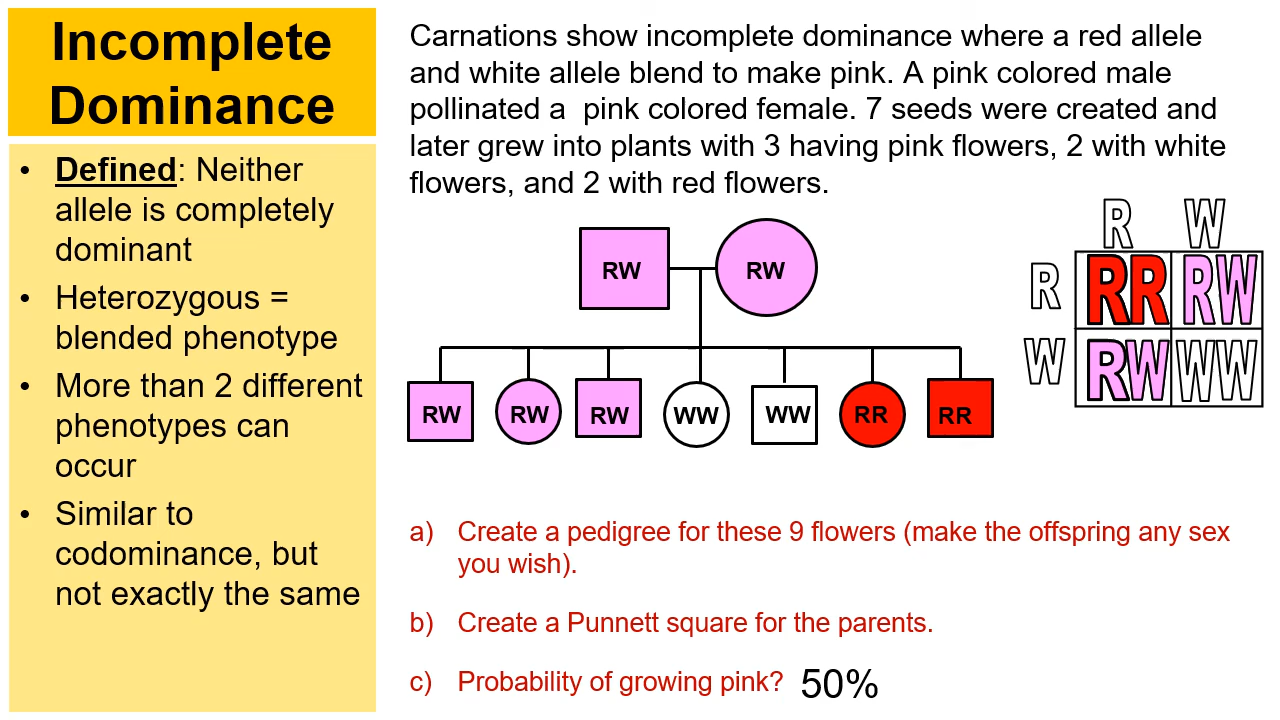 Incomplete
Dominance
• Defined: Neither
allele is completely
dominant
• Heterozygous =
blended phenotype
• More than 2 different
phenotypes can
occur
• Similar to
codominance, but
not exactly the same
Carnations show incomplete dominance where a red allele
and white allele blend to make pink. A pink colored male
pollinated a pink colored female. 7 seeds were created and
later grew into plants with 3 having pink flowers, 2 with white
flowers, and 2 with red flowers.
RW RW
RW RW RW WW WW RR RR
R W
R RR RW
W RW WW
a) Create a pedigree for these 9 flowers (make the offspring any sex
you wish).
b) Create a Punnett square for the parents.
c) Probability of growing pink? 50%